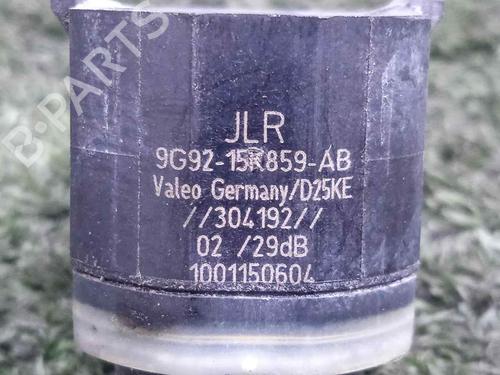 B-PARTS
JLR
9G92-15K859-AB
Valeo Germany/D25KE
//304192//
02 /29dB
1001150604